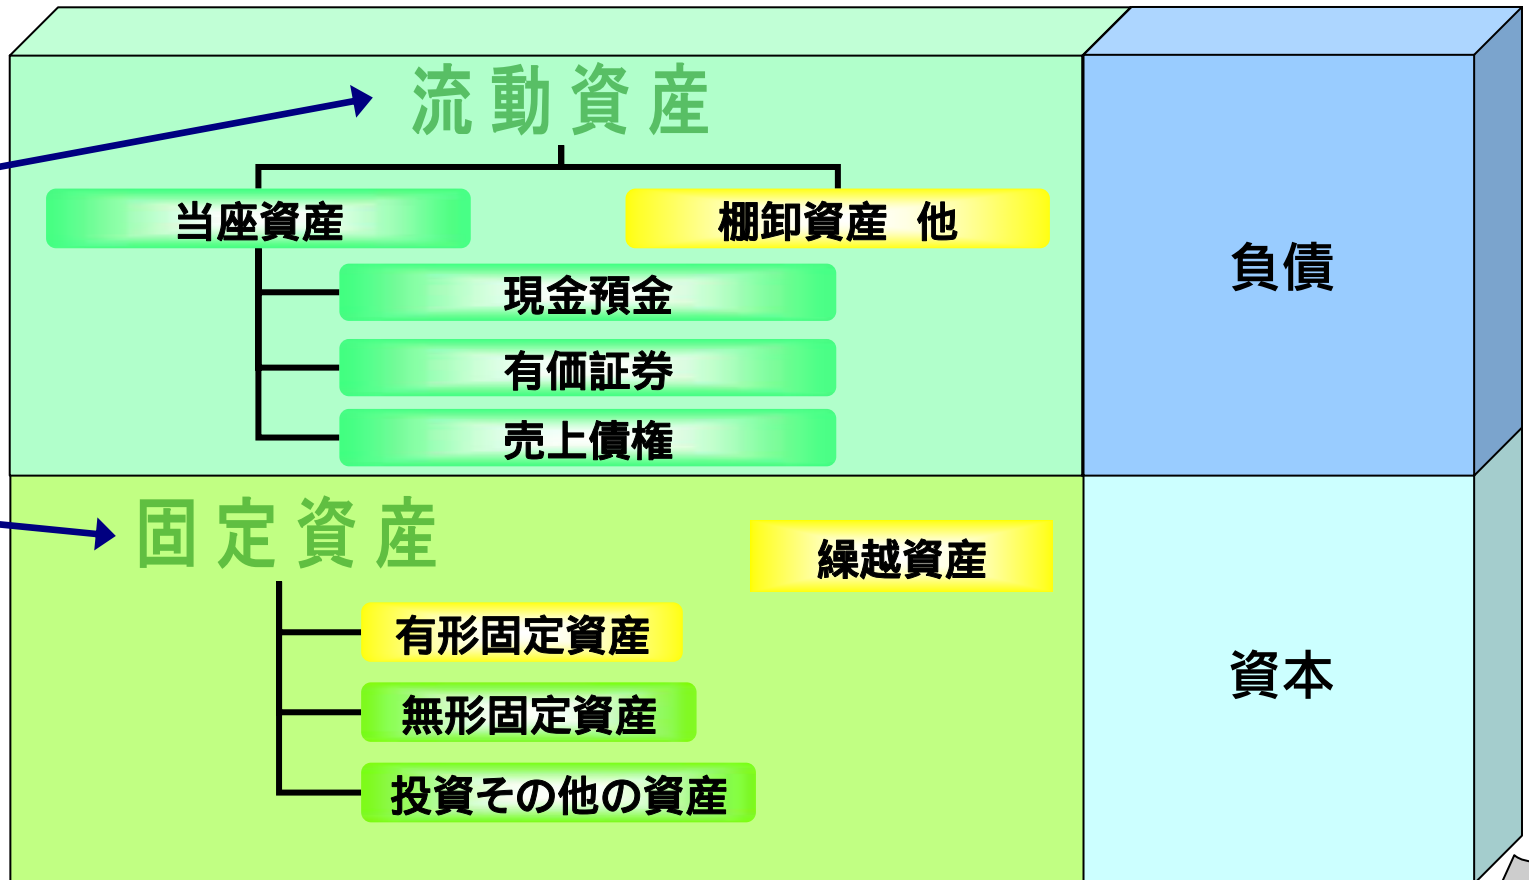 流動資産
当座資産
棚卸資産 他
現金預金
有価証券
売上債権
負債
固定資産
繰越資産
有形固定資産
無形固定資産
投資その他の資産
資本